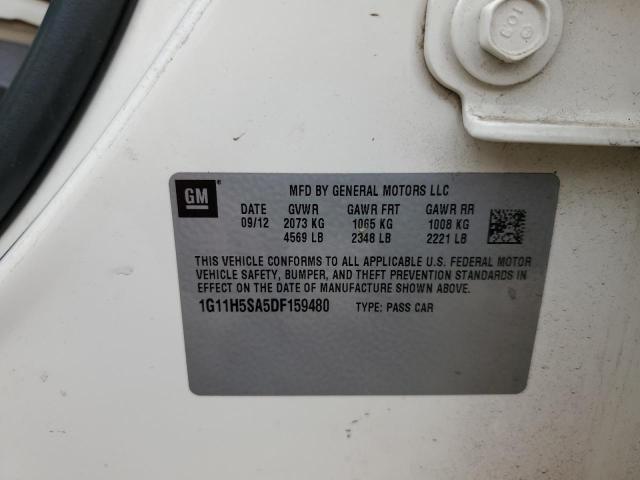 103
GM
MFD BY GENERAL MOTORS LLC
DATE GVWR GAWR FRT GAWR RR
09/12 2073 KG 1065 KG 1008 KG
4569 LB 2348 LB 2221 LB
THIS VEHICLE CONFORMS TO ALL APPLICABLE U.S. FEDERAL MOTOR
VEHICLE SAFETY, BUMPER, AND THEFT PREVENTION STANDARDS IN
EFFECT ON THE DATE OF MANUFACTURE SHOWN ABOVE.
1G11H5SA5DF159480 TYPE: PASS CAR